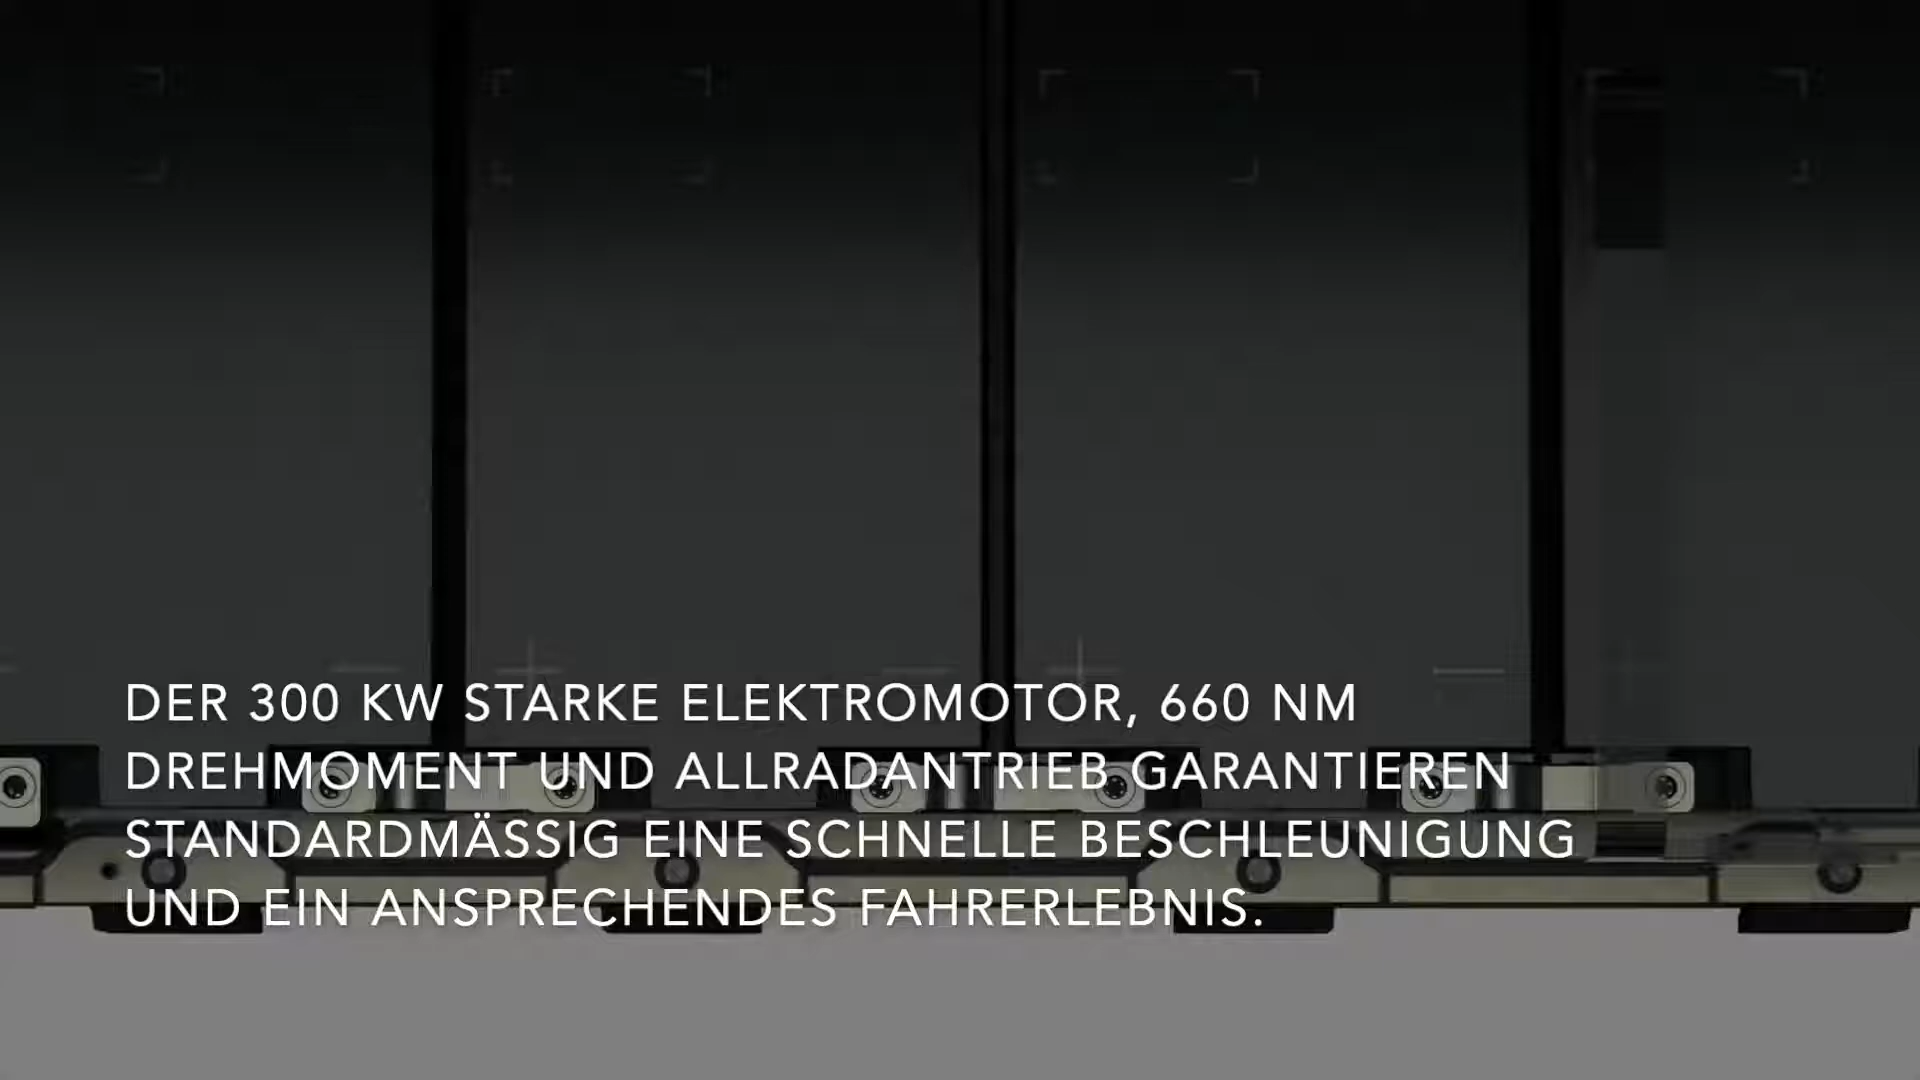 DER 300 KW STARKE ELEKTROMOTOR, 660 NM
DREHMOMENT UND ALLRADANTRIEB GARANTIEREN
STANDARDMÄSSIG EINE SCHNELLE BESCHLEUNIGUNG
UND EIN ANSPRECHENDES FAHRERLEBNIS.